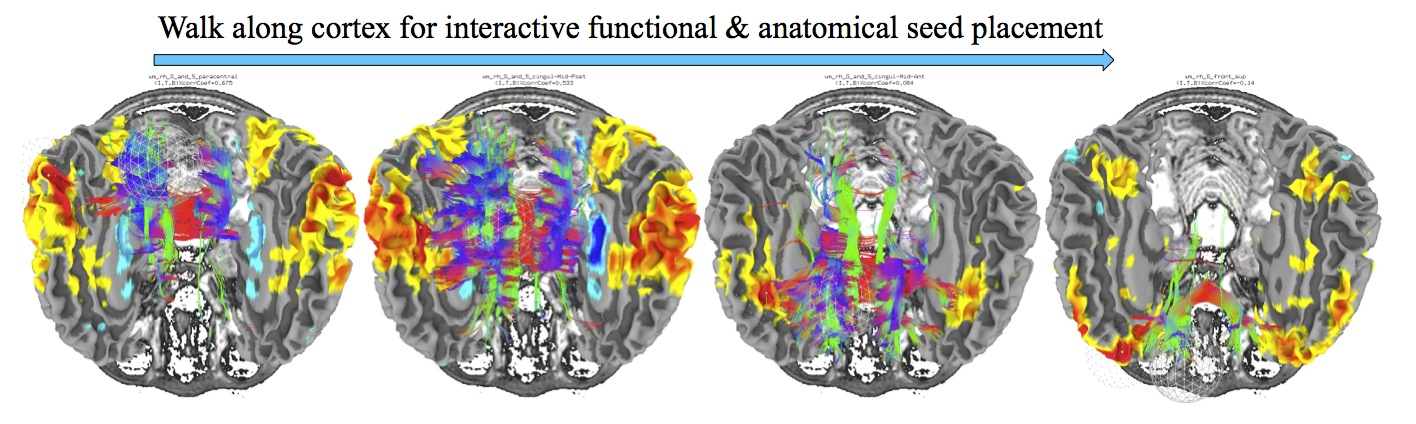 Walk along cortex for interactive functional & anatomical seed placement
wm_rh_G_and_S_paracentral
(I,T,B)XcorrCoef=0.675
wm_rh_G_and_S_cingul-Mid-Post
(I,T,B)XcorrCoef=0.533
wm_rh_G_and_S_cingul-Mid-Ant
(I,T,B)XcorrCoef=0.084
wm_rh_G_front_sup
(I,T,B)XcorrCoef=-0.14